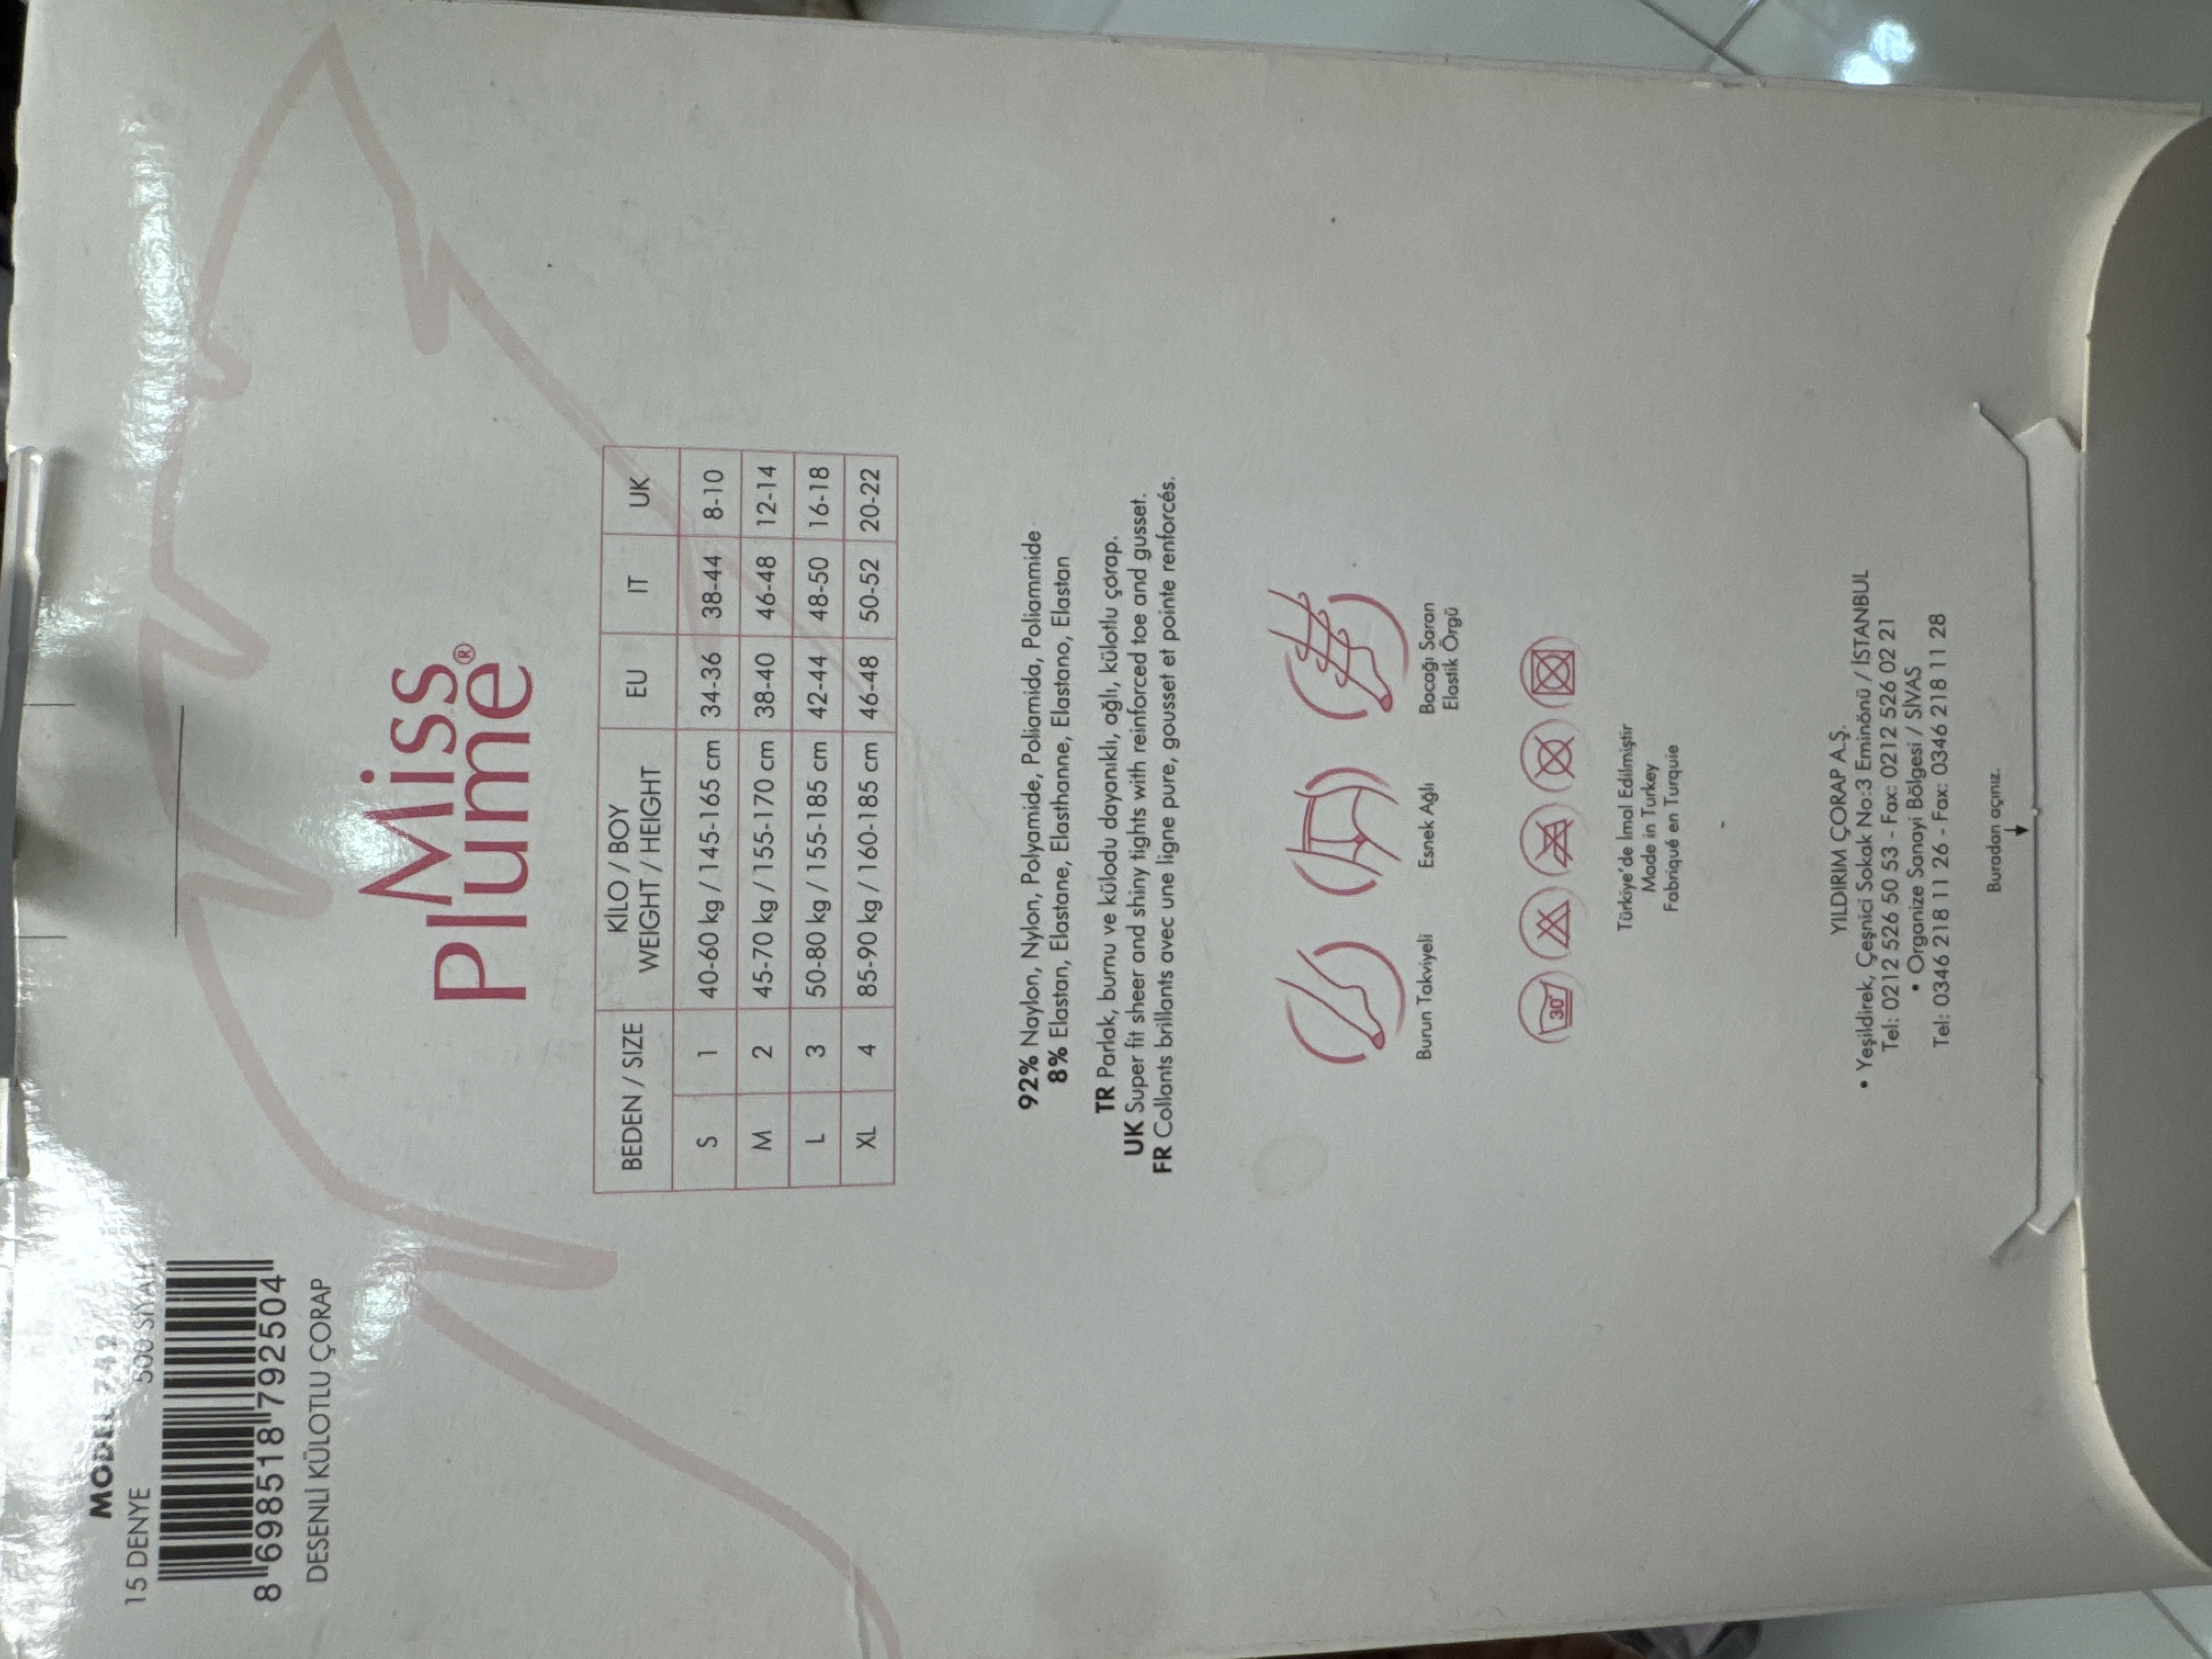 MODEL 742
15 DENYE 500 SİYAH
8 698518 792504
DESENLİ KÜLOTLU ÇORAP
Miss
Plume®
BEDEN / SIZE KİLO / BOY WEIGHT / HEIGHT EU IT UK
S 1 40-60 kg / 145-165 cm 34-36 38-44 8-10
M 2 45-70 kg / 155-170 cm 38-40 46-48 12-14
L 3 50-80 kg / 155-185 cm 42-44 48-50 16-18
XL 4 85-90 kg / 160-185 cm 46-48 50-52 20-22
92% Naylon, Nylon, Polyamide, Poliamida, Poliammide
8% Elastan, Elastane, Elasthanne, Elastano, Elastan
TR Parlak, burnu ve külodu dayanıklı, ağlı, külotlu çorap.
UK Super fit sheer and shiny tights with reinforced toe and gusset.
FR Collants brillants avec une ligne pure, gousset et pointe renforcés.
Burun Takviyeli
Esnek Ağlı
Bacağı Saran
Elastik Örgü
30°
Türkiye'de İmal Edilmiştir
Made in Turkey
Fabriqué en Turquie
YILDIRIM ÇORAP A.Ş.
• Yeşildirek, Çeşnici Sokak No:3 Eminönü / İSTANBUL
Tel: 0212 526 50 53 - Fax: 0212 526 02 21
• Organize Sanayi Bölgesi / SİVAS
Tel: 0346 218 11 26 - Fax: 0346 218 11 28
Buradan açınız.